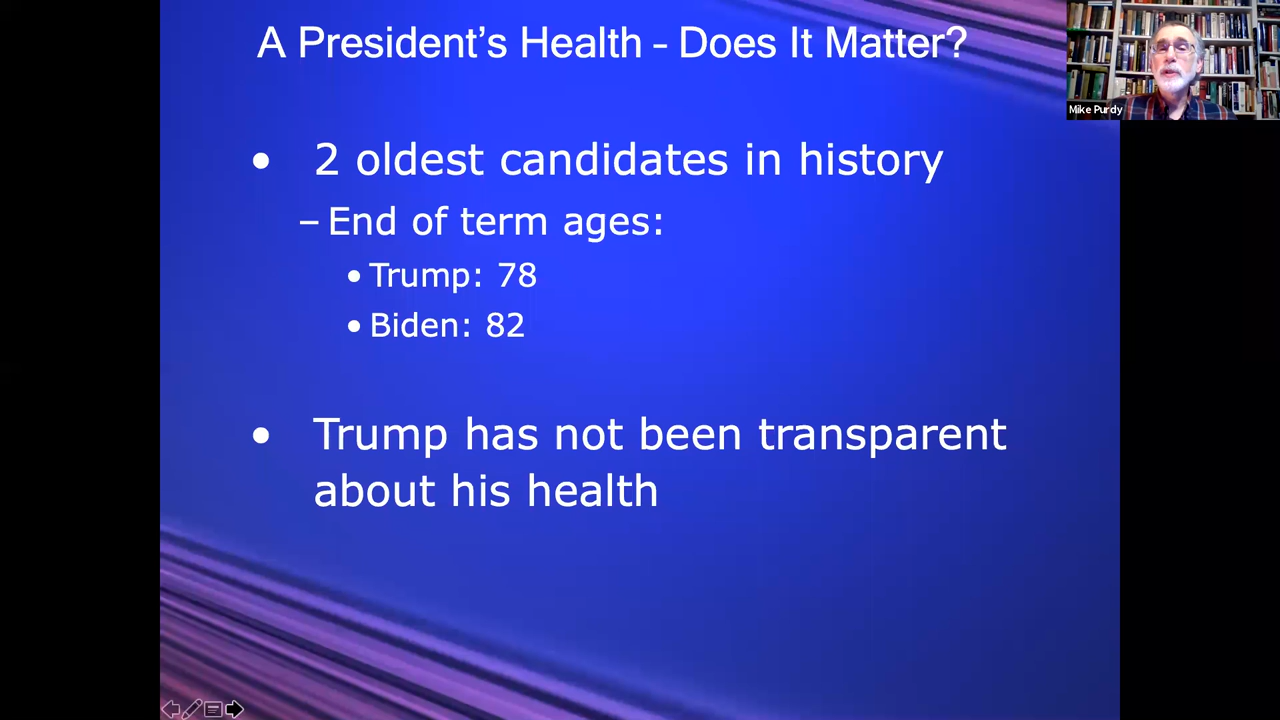 A President’s Health – Does It Matter?
Mike Purdy
• 2 oldest candidates in history
– End of term ages:
• Trump: 78
• Biden: 82
• Trump has not been transparent
about his health